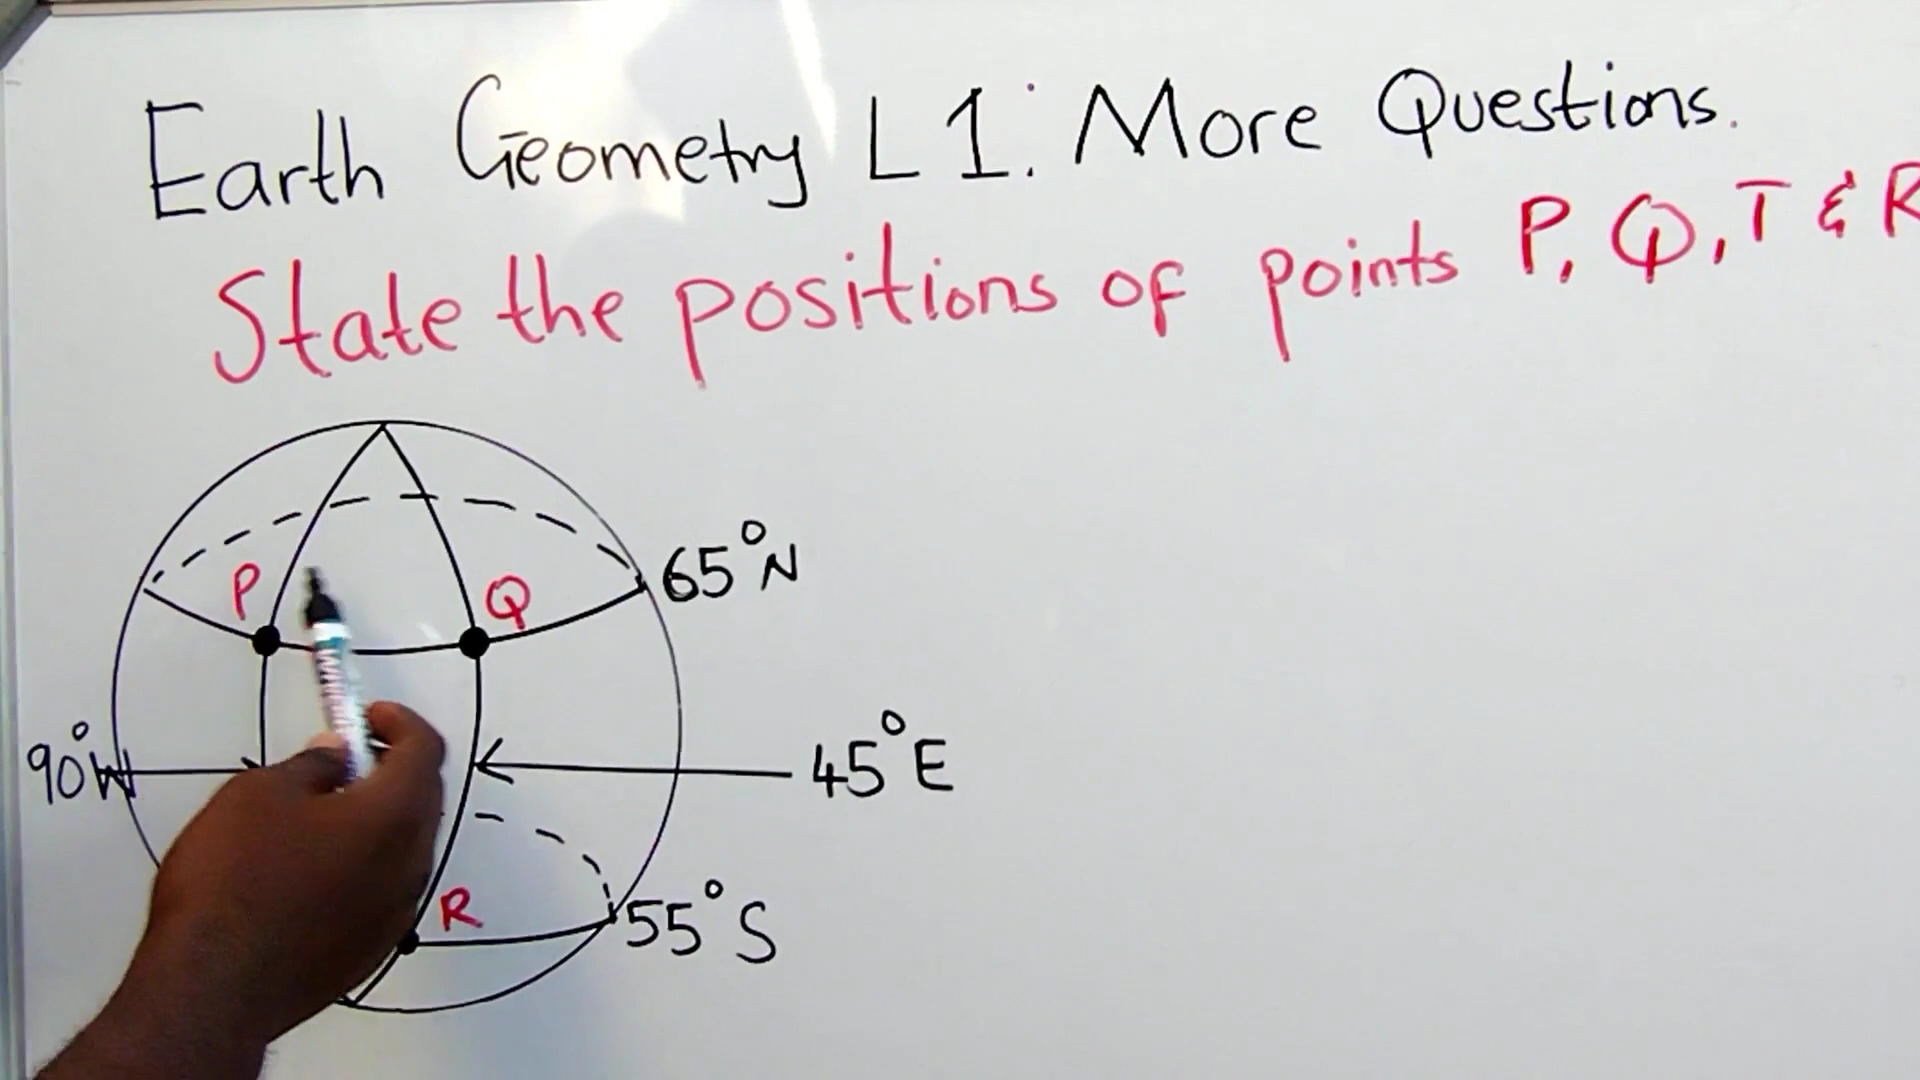 Earth Geometry L1: More Questions.
State the positions of points P, Q, T & R
65°N
P
Q
90°W
45°E
R
55°S